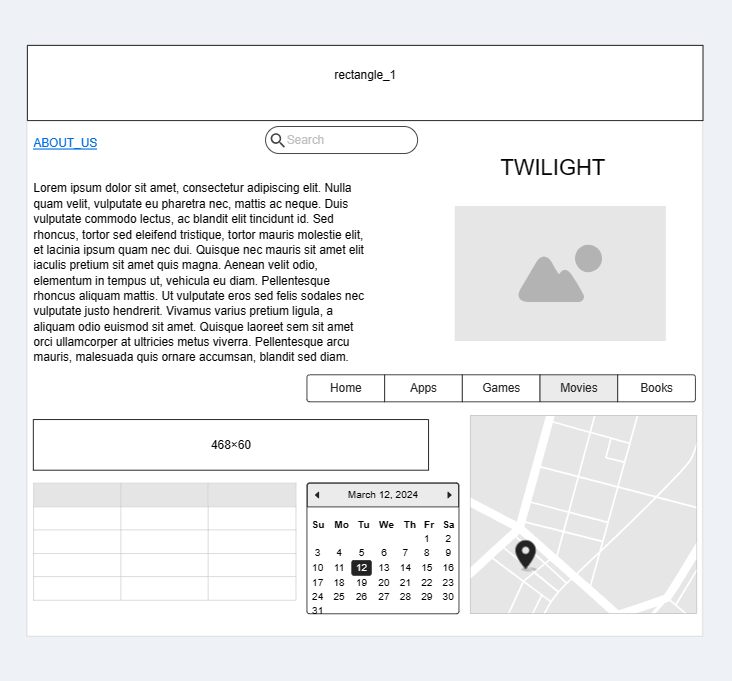 rectangle_1
ABOUT_US
Search
TWILIGHT
Lorem ipsum dolor sit amet, consectetur adipiscing elit. Nulla
quam velit, vulputate eu pharetra nec, mattis ac neque. Duis
vulputate commodo lectus, ac blandit elit tincidunt id. Sed
rhoncus, tortor sed eleifend tristique, tortor mauris molestie elit,
et lacinia ipsum quam nec dui. Quisque nec mauris sit amet elit
iaculis pretium sit amet quis magna. Aenean velit odio,
elementum in tempus ut, vehicula eu diam. Pellentesque
rhoncus aliquam mattis. Ut vulputate eros sed felis sodales nec
vulputate justo hendrerit. Vivamus varius pretium ligula, a
aliquam odio euismod sit amet. Quisque laoreet sem sit amet
orci ullamcorper at ultricies metus viverra. Pellentesque arcu
mauris, malesuada quis ornare accumsan, blandit sed diam.
Home Apps Games Movies Books
468×60
March 12, 2024
Su Mo Tu We Th Fr Sa
1 2
3 4 5 6 7 8 9
10 11 12 13 14 15 16
17 18 19 20 21 22 23
24 25 26 27 28 29 30
31